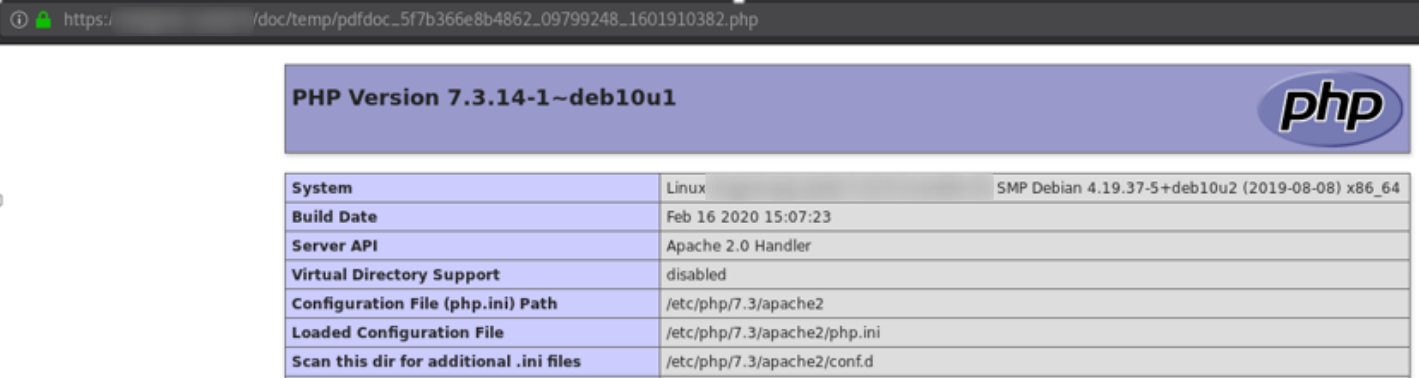 https:/ /doc/temp/pdfdoc_5f7b366e8b4862_09799248_1601910382.php
PHP Version 7.3.14-1~deb10u1
php
System Linux SMP Debian 4.19.37-5+deb10u2 (2019-08-08) x86_64
Build Date Feb 16 2020 15:07:23
Server API Apache 2.0 Handler
Virtual Directory Support disabled
Configuration File (php.ini) Path /etc/php/7.3/apache2
Loaded Configuration File /etc/php/7.3/apache2/php.ini
Scan this dir for additional .ini files /etc/php/7.3/apache2/conf.d